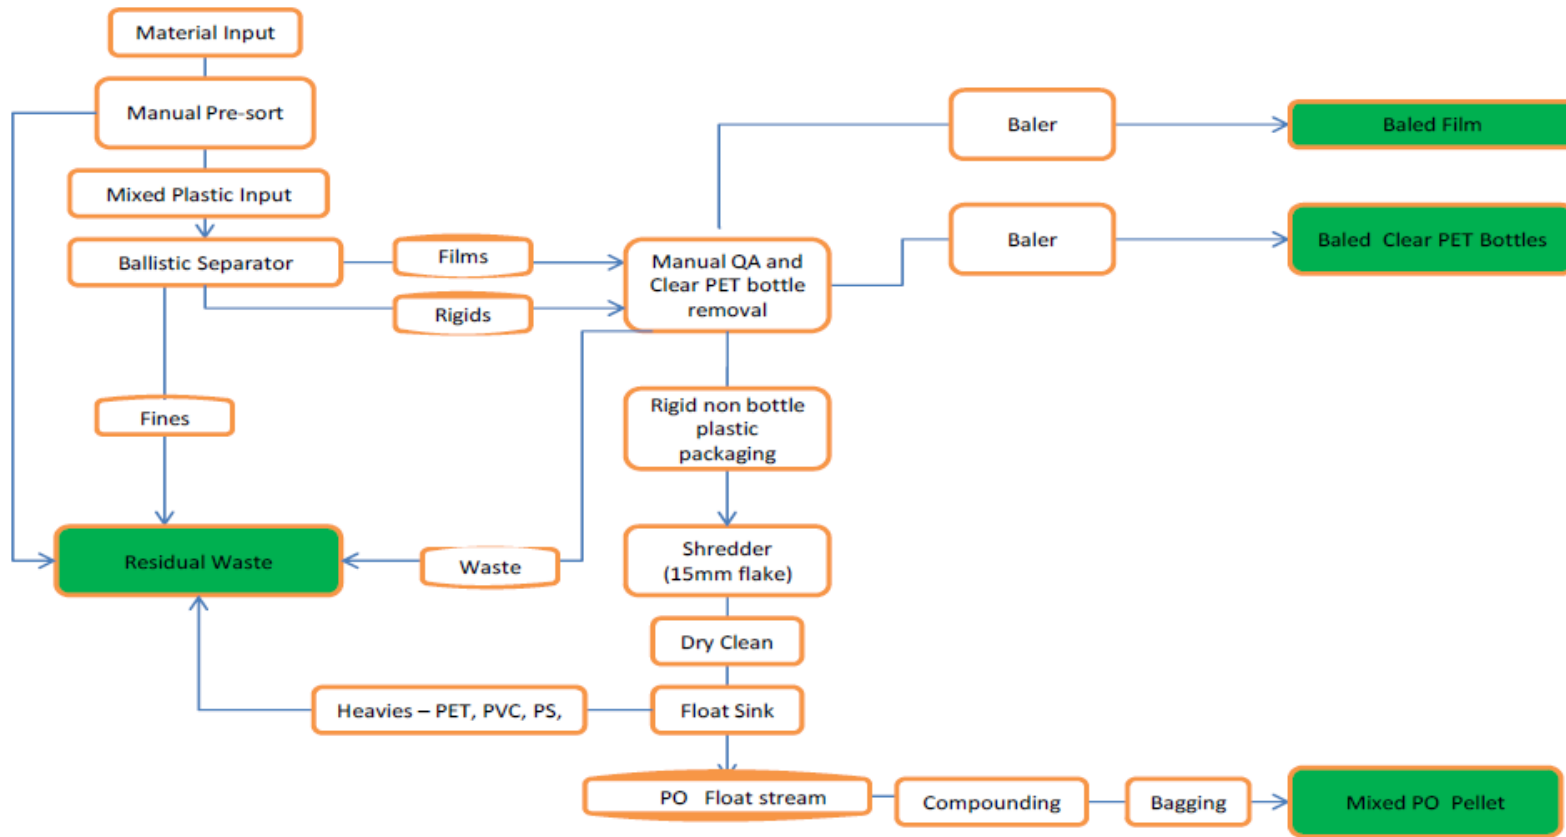 Material Input
Manual Pre-sort
Mixed Plastic Input
Ballistic Separator
Films
Rigids
Fines
Manual QA and
Clear PET bottle
removal
Baler
Baled Film
Baler
Baled Clear PET Bottles
Rigid non bottle
plastic
packaging
Residual Waste
Waste
Shredder
(15mm flake)
Dry Clean
Heavies – PET, PVC, PS,
Float Sink
PO Float stream
Compounding
Bagging
Mixed PO Pellet